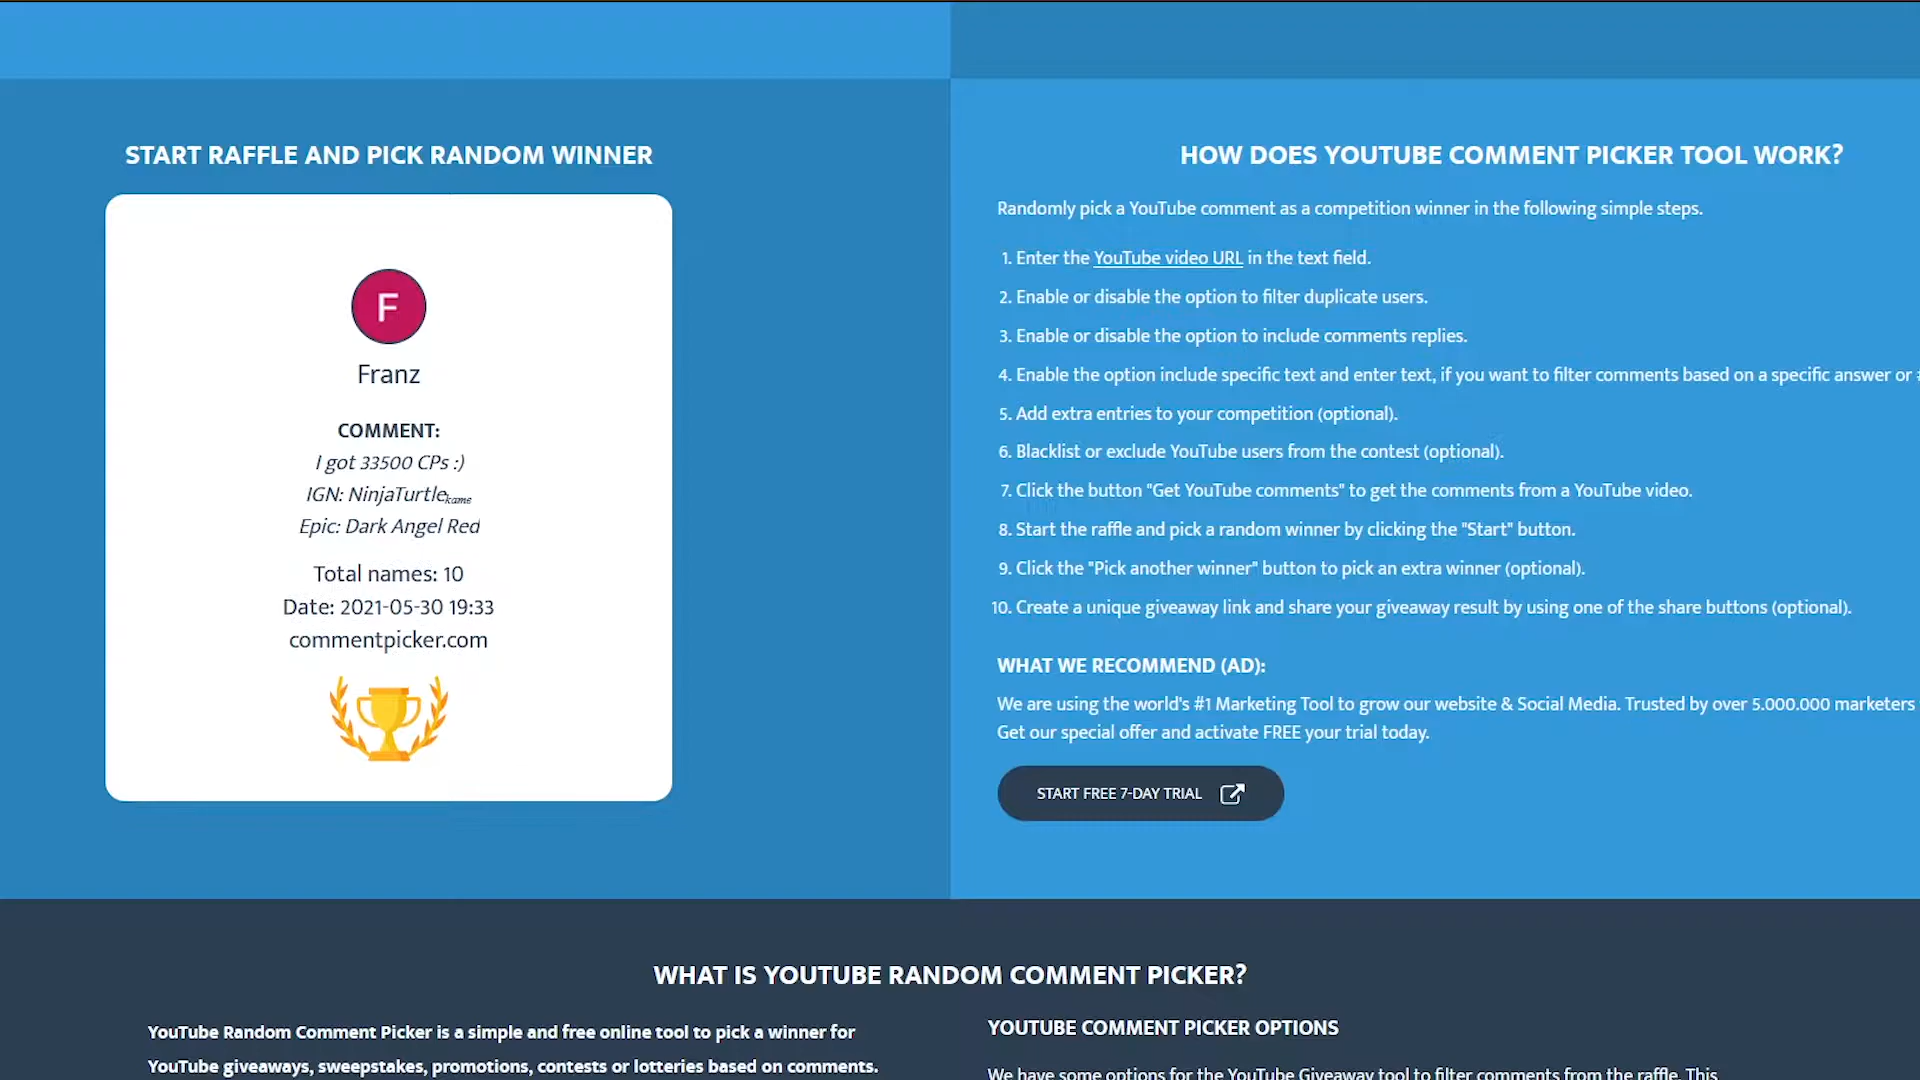 START RAFFLE AND PICK RANDOM WINNER
F
Franz
COMMENT:
I got 33500 CPs :)
IGN: NinjaTurtlekame
Epic: Dark Angel Red
Total names: 10
Date: 2021-05-30 19:33
commentpicker.com
HOW DOES YOUTUBE COMMENT PICKER TOOL WORK?
Randomly pick a YouTube comment as a competition winner in the following simple steps.
1. Enter the YouTube video URL in the text field.
2. Enable or disable the option to filter duplicate users.
3. Enable or disable the option to include comments replies.
4. Enable the option include specific text and enter text, if you want to filter comments based on a specific answer or
5. Add extra entries to your competition (optional).
6. Blacklist or exclude YouTube users from the contest (optional).
7. Click the button "Get YouTube comments" to get the comments from a YouTube video.
8. Start the raffle and pick a random winner by clicking the "Start" button.
9. Click the "Pick another winner" button to pick an extra winner (optional).
10. Create a unique giveaway link and share your giveaway result by using one of the share buttons (optional).
WHAT WE RECOMMEND (AD):
We are using the world's #1 Marketing Tool to grow our website & Social Media. Trusted by over 5.000.000 marketers
Get our special offer and activate FREE your trial today.
START FREE 7-DAY TRIAL
WHAT IS YOUTUBE RANDOM COMMENT PICKER?
YouTube Random Comment Picker is a simple and free online tool to pick a winner for
YouTube giveaways, sweepstakes, promotions, contests or lotteries based on comments.
YOUTUBE COMMENT PICKER OPTIONS
We have some options for the YouTube Giveaway tool to filter comments from the raffle. This